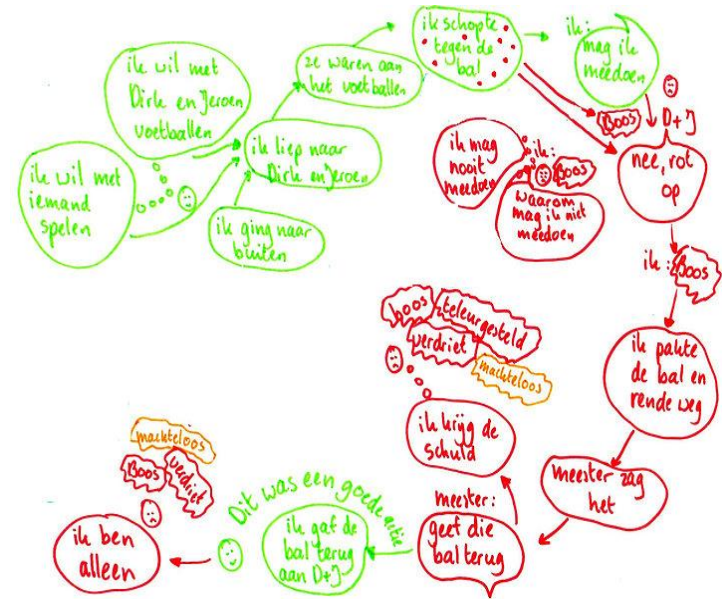 ik wil met
iemand
spelen
ik wil met
Dirk en Jeroen
voetballen
ik ging naar
buiten
ik liep naar
Dirk en Jeroen
ze waren aan
het voetballen
ik schopte
tegen de
bal
ik:
mag ik
meedoen
Boos
D+J
nee, rot
op
ik:
Boos
ik mag
nooit
meedoen
waarom
mag ik niet
meedoen
ik: Boos
ik pakte
de bal en
rende weg
meester zag
het
meester:
geef die
bal terug
ik krijg de
schuld
boos
teleurgesteld
verdriet
machteloos
Dit was een goede actie
ik gaf de
bal terug
aan D+J
ik ben
alleen
machteloos
Boos
verdriet